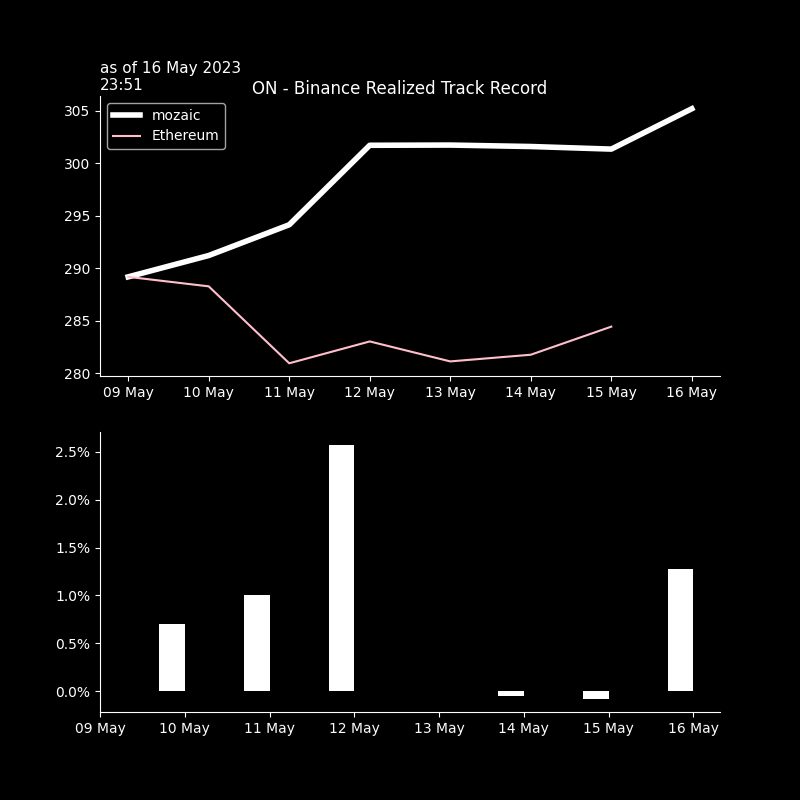 as of 16 May 2023
23:51
ON - Binance Realized Track Record
mozaic
Ethereum
305
300
295
290
285
280
09 May 10 May 11 May 12 May 13 May 14 May 15 May 16 May
2.5%
2.0%
1.5%
1.0%
0.5%
0.0%
09 May 10 May 11 May 12 May 13 May 14 May 15 May 16 May